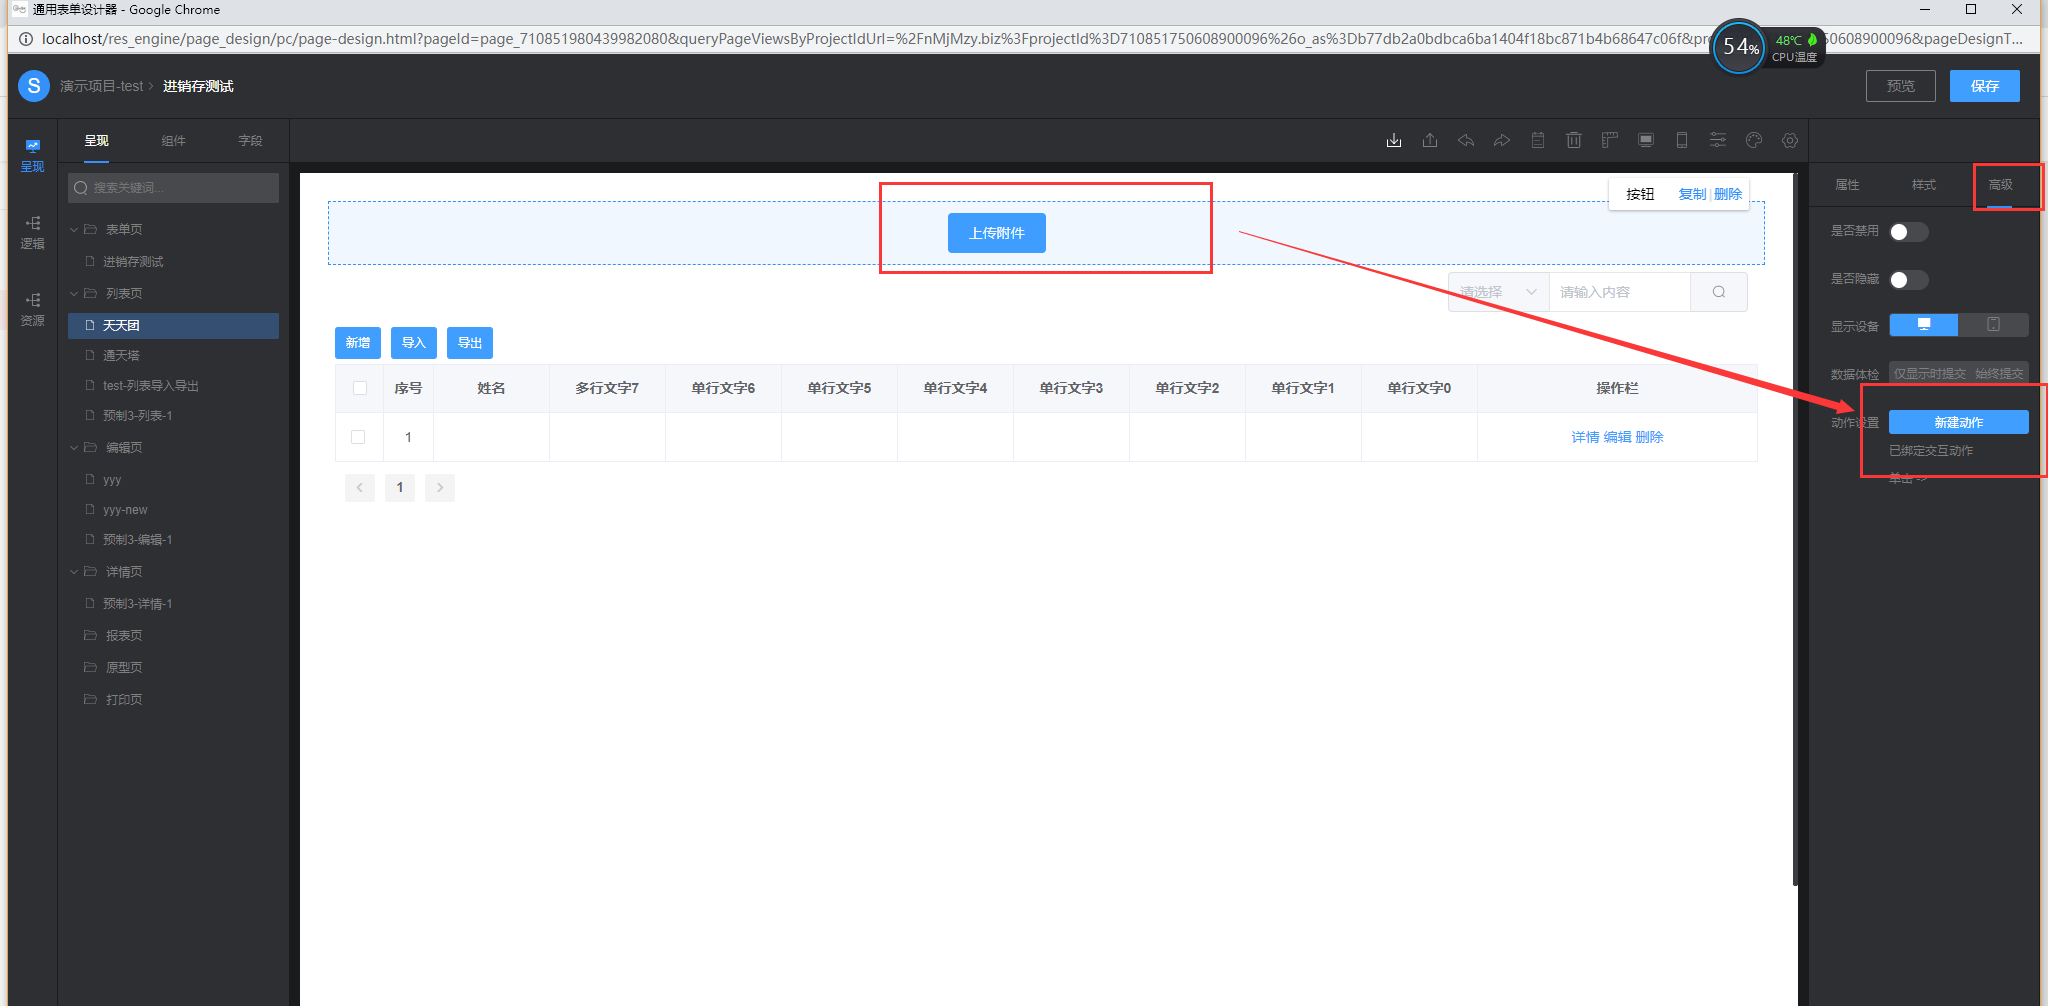 通用表单设计器 - Google Chrome
localhost/res_engine/page_design/pc/page-design.html?pageId=page_710851980439982080&queryPageViewsByProjectIdUrl=%2FnMjMzy.biz%3FprojectId%3D710851750608900096%26o_as%3Db77db2a0bdbca6ba1404f18bc871b4b68647c06f&pr
50608900096&pageDesignT...
54%
48℃
CPU温度
S
演示项目-test > 进销存测试
预览
保存
呈现
组件
字段
呈现
逻辑
资源
搜索关键词...
表单页
进销存测试
列表页
天天团
通天塔
test-列表导入导出
预制3-列表-1
编辑页
yyy
yyy-new
预制3-编辑-1
详情页
预制3-详情-1
报表页
原型页
打印页
按钮 复制|删除
上传附件
请选择
请输入内容
新增
导入
导出
序号 姓名 多行文字7 单行文字6 单行文字5 单行文字4 单行文字3 单行文字2 单行文字1 单行文字0 操作栏
1 详情 编辑 删除
< 1 >
属性
样式
高级
是否禁用
是否隐藏
显示设备
数据体检 仅显示时提交 始终提交
动作设置 新建动作
已绑定交互动作
单击 ->